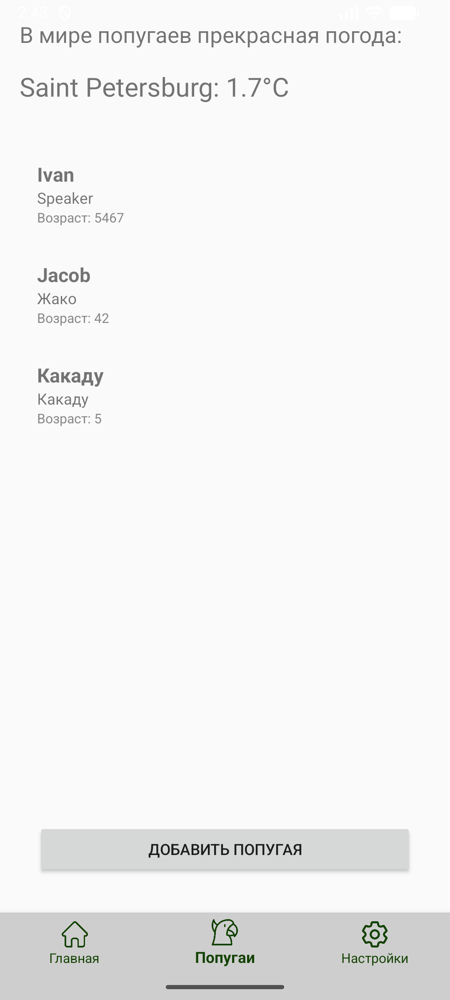 2:43
В мире попугаев прекрасная погода:
Saint Petersburg: 1.7°C
Ivan
Speaker
Возраст: 5467
Jacob
Жако
Возраст: 42
Какаду
Какаду
Возраст: 5
ДОБАВИТЬ ПОПУГАЯ
Главная
Попугаи
Настройки